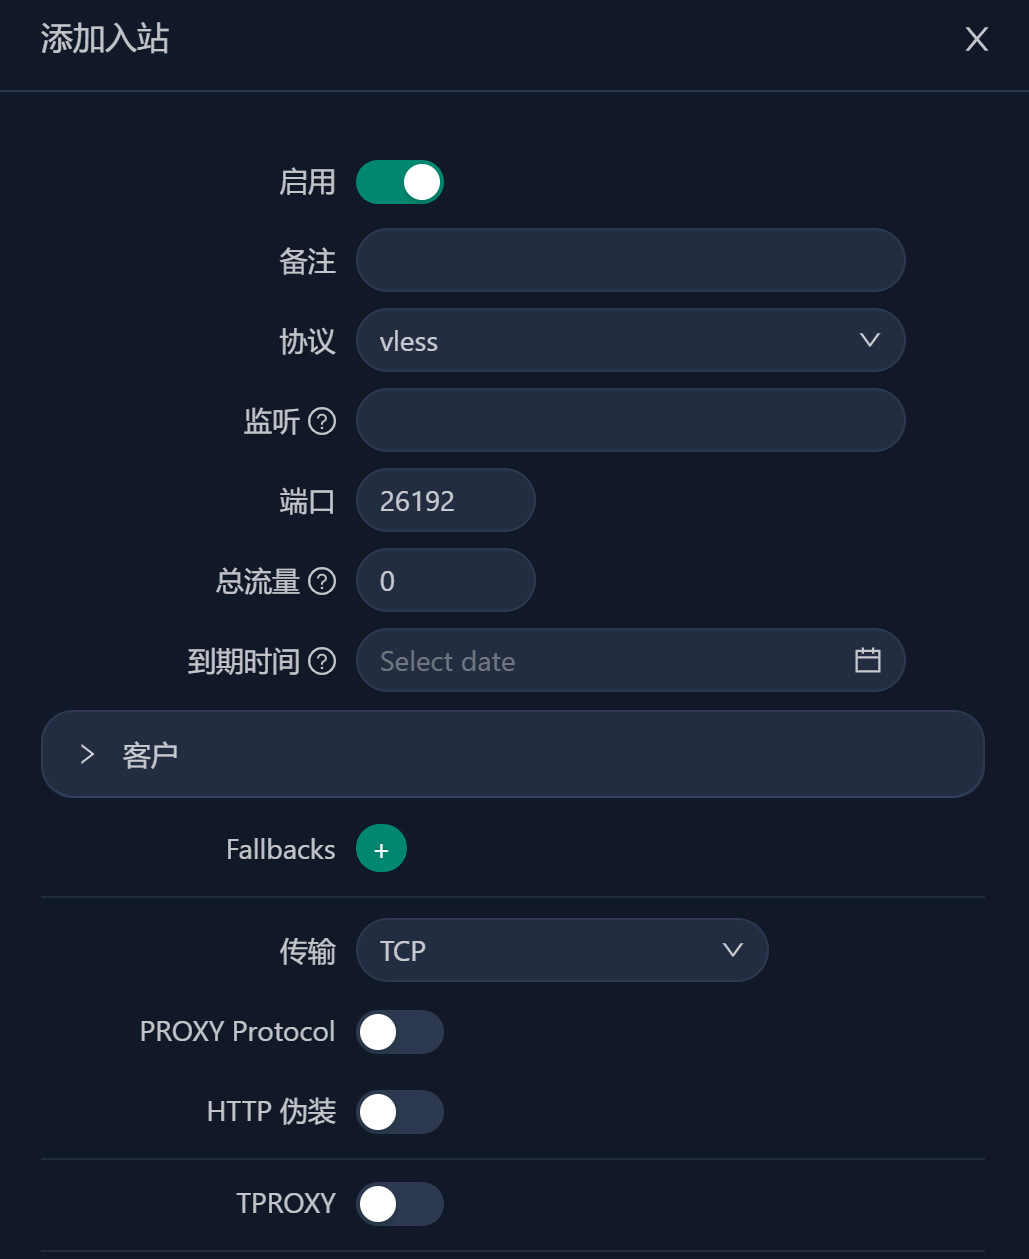 添加入站
启用
备注
协议 vless
监听 ?
端口 26192
总流量 ? 0
到期时间 ? Select date
客户
Fallbacks +
传输 TCP
PROXY Protocol
HTTP 伪装
TPROXY